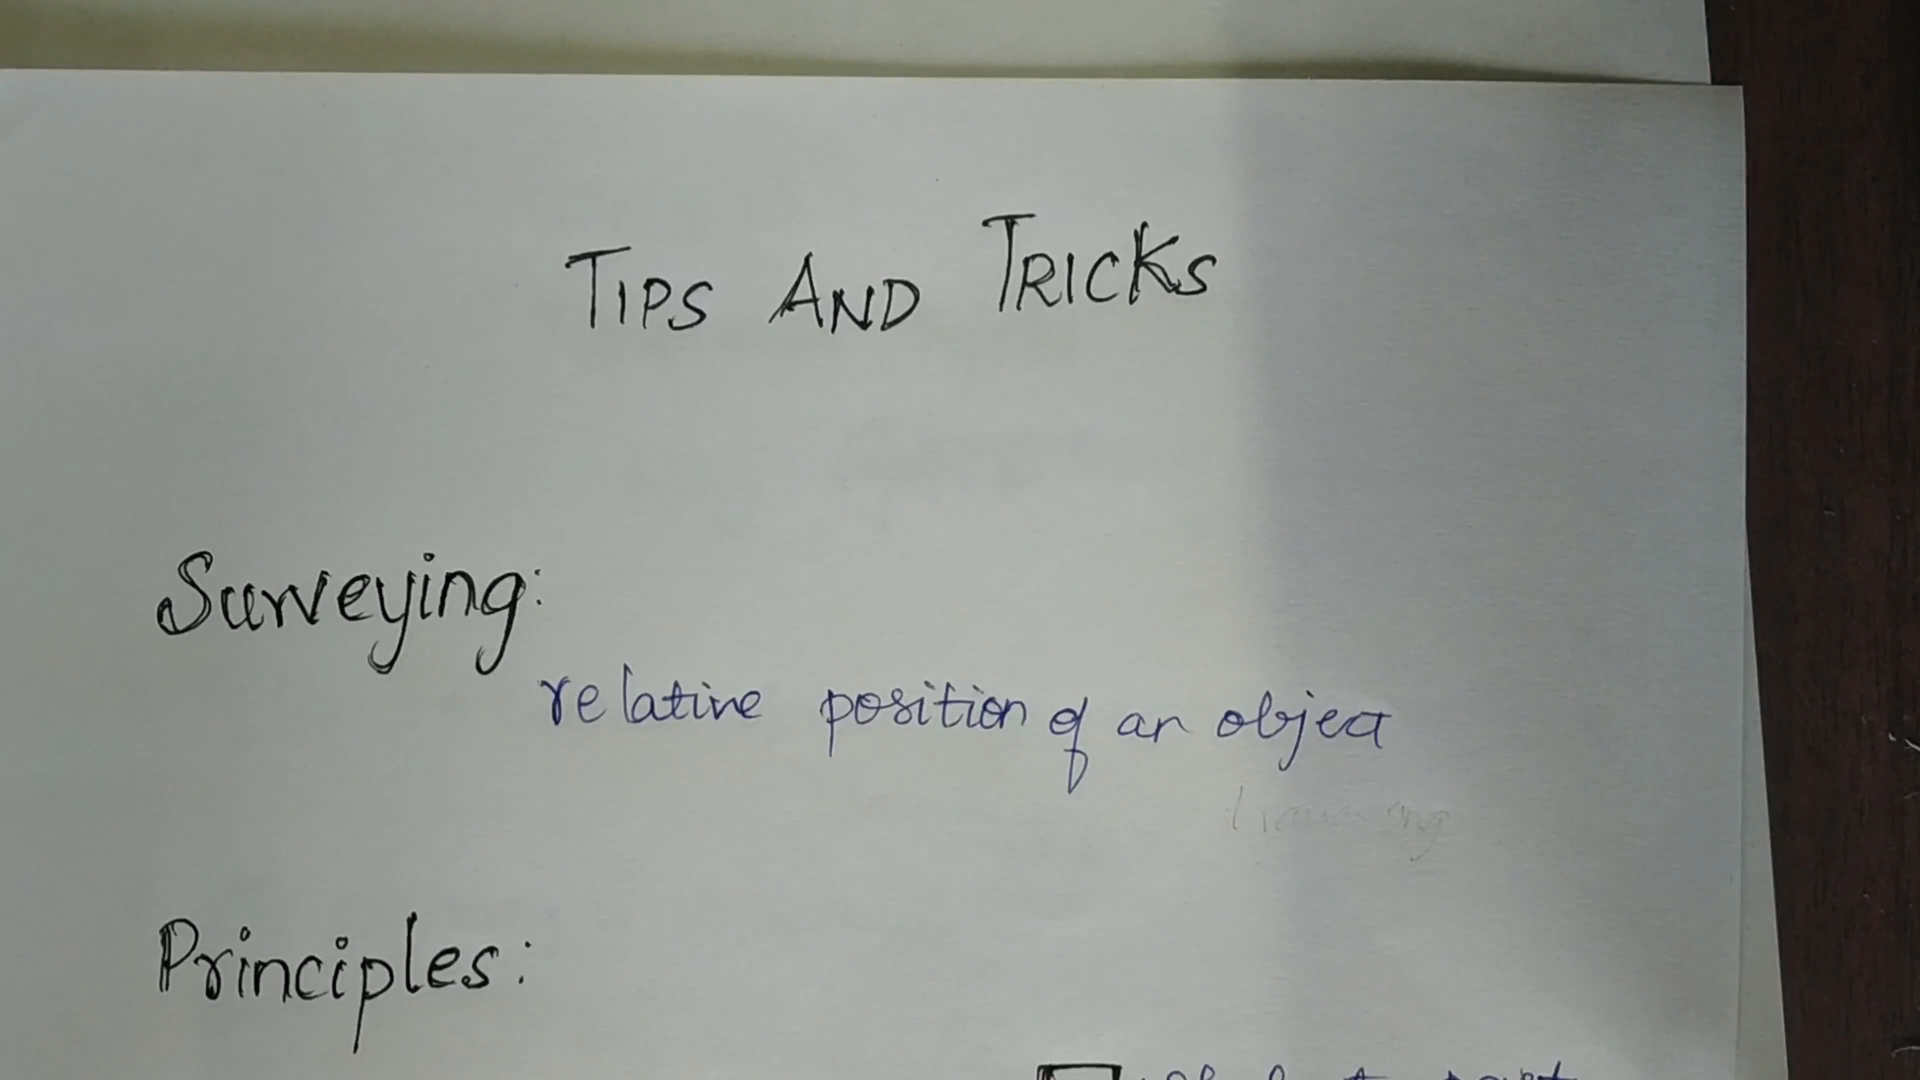 TIPS AND TRICKS
Surveying:
relative position of an object
Principles: